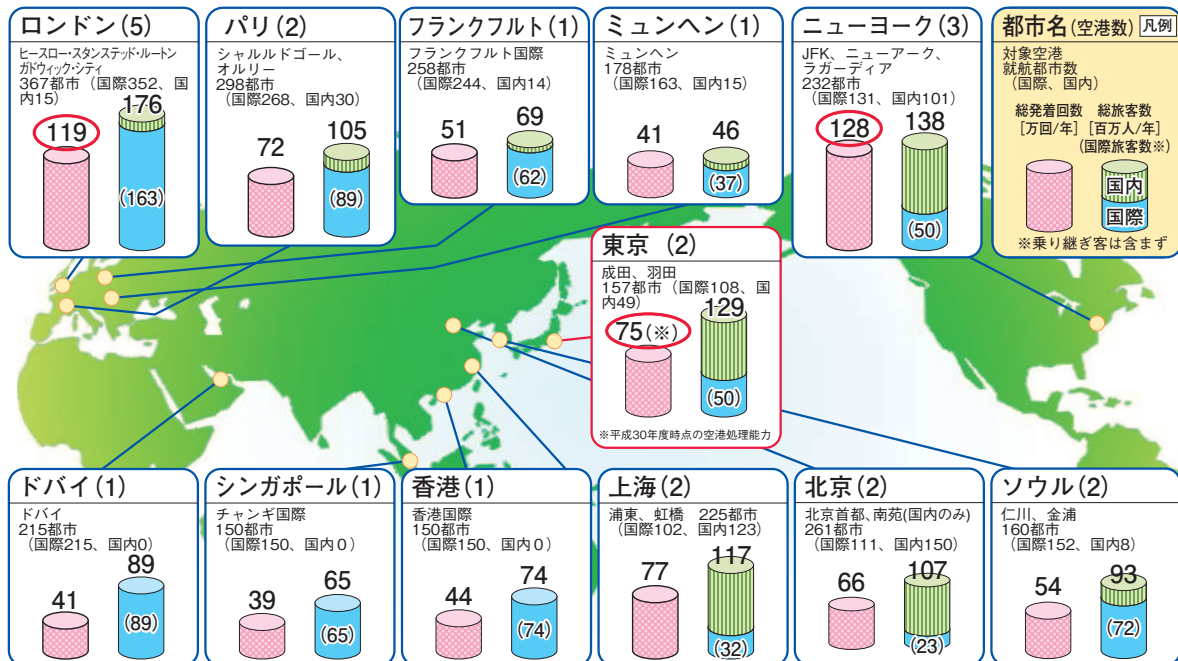 ロンドン(5)
ヒースロー・スタンステッド・ルートン
ガドウィック・シティ
367都市（国際352、国
内15）
119
176
(163)
パリ(2)
シャルルドゴール、
オルリー
298都市
(国際268、国内30)
72
105
(89)
フランクフルト(1)
フランクフルト国際
258都市
(国際244、国内14)
51
69
(62)
ミュンヘン(1)
ミュンヘン
178都市
(国際163、国内15)
41
46
(37)
ニューヨーク(3)
JFK、ニューアーク、
ラガーディア
232都市
(国際131、国内101)
128
138
(50)
都市名(空港数) 凡例
対象空港
就航都市数
(国際、国内)
総発着回数 総旅客数
[万回/年] [百万人/年]
(国際旅客数※)
国内
国際
※乗り継ぎ客は含まず
東京(2)
成田、羽田
157都市（国際108、国
内49）
75(※)
129
(50)
※平成30年度時点の空港処理能力
ドバイ(1)
ドバイ
215都市
(国際215、国内0)
41
89
(89)
シンガポール(1)
チャンギ国際
150都市
(国際150、国内0)
39
65
(65)
香港(1)
香港国際
150都市
(国際150、国内0)
44
74
(74)
上海(2)
浦東、虹橋 225都市
(国際102、国内123)
77
117
(32)
北京(2)
北京首都、南苑(国内のみ)
261都市
(国際111、国内150)
66
107
(23)
ソウル(2)
仁川、金浦
160都市
(国際152、国内8)
54
93
(72)